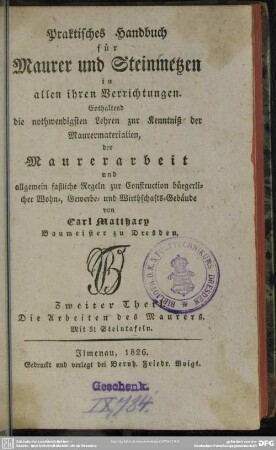 Praktisches Handbuch
für
Maurer und Steinmetzen
in
allen ihren Verrichtungen.
Enthaltend
die nothwendigsten Lehren zur Kenntniß der
Maurermaterialien,
der
Maurerarbeit
und
allgemein faßliche Regeln zur Construction bürgerli-
cher Wohn-, Gewerbs- und Wirthschafts-Gebäude
von
Carl Matthaey
Baumeister zu Dresden.
Zweiter Theil
Die Arbeiten des Maurers.
Mit 31 Steintafeln.
Ilmenau, 1826.
Gedruckt und verlegt bei Bernh. Friedr. Voigt.
Geschenk.
IX,784.